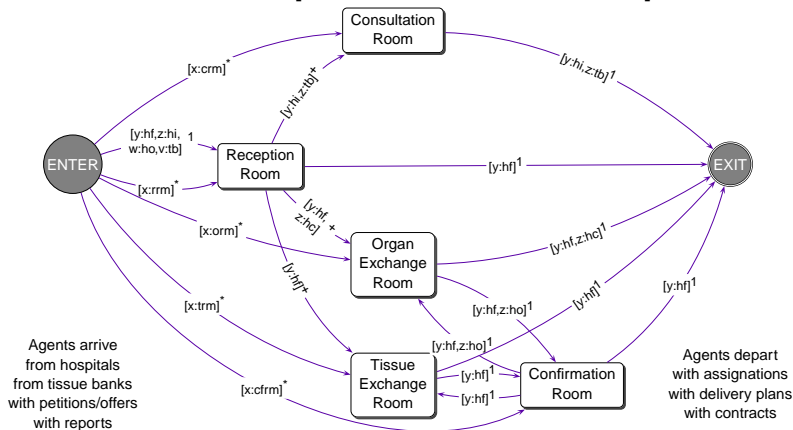 Consultation
Room
[x:crm]*
[y:hi,z:tb]+
[y:hi,z:tb]1
[y:hf,z:hi, 1
w:ho,v:tb]
ENTER
Reception
Room
[y:hf]1
EXIT
[x:rrm]*
[y:hf, +
z:hc]
[x:orm]*
Organ
Exchange
Room
[y:hf,z:hc]1
[y:hf]+
[x:trm]*
[y:hf,z:ho]1
[y:hf]1
[y:hf]1
[y:hf,z:ho]1
Agents arrive
from hospitals
from tissue banks
with petitions/offers
with reports
Tissue
Exchange
Room
[y:hf]1
[y:hf]1
Confirmation
Room
[x:cfrm]*
Agents depart
with assignations
with delivery plans
with contracts